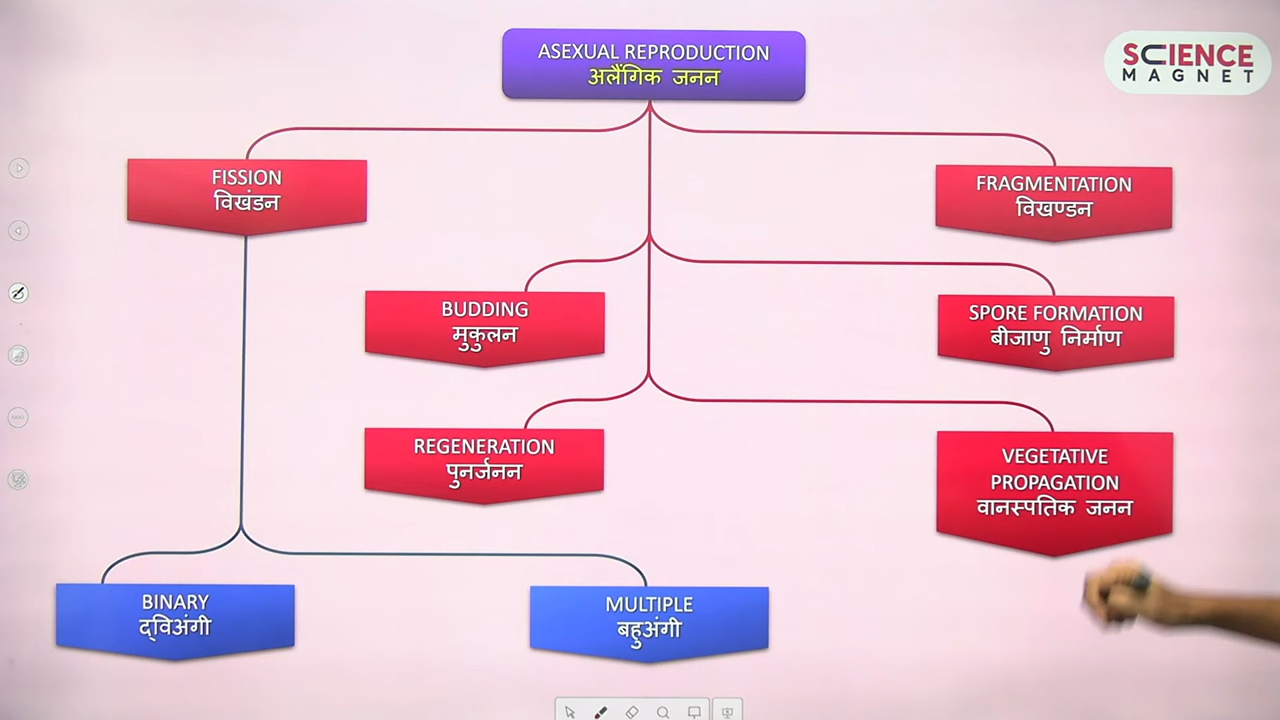 ASEXUAL REPRODUCTION
अलैंगिक जनन
SCIENCE
MAGNET
FISSION
विखंडन
FRAGMENTATION
विखण्डन
BUDDING
मुकुलन
SPORE FORMATION
बीजाणु निर्माण
REGENERATION
पुनर्जनन
VEGETATIVE
PROPAGATION
वानस्पतिक जनन
BINARY
द्विअंगी
MULTIPLE
बहुअंगी